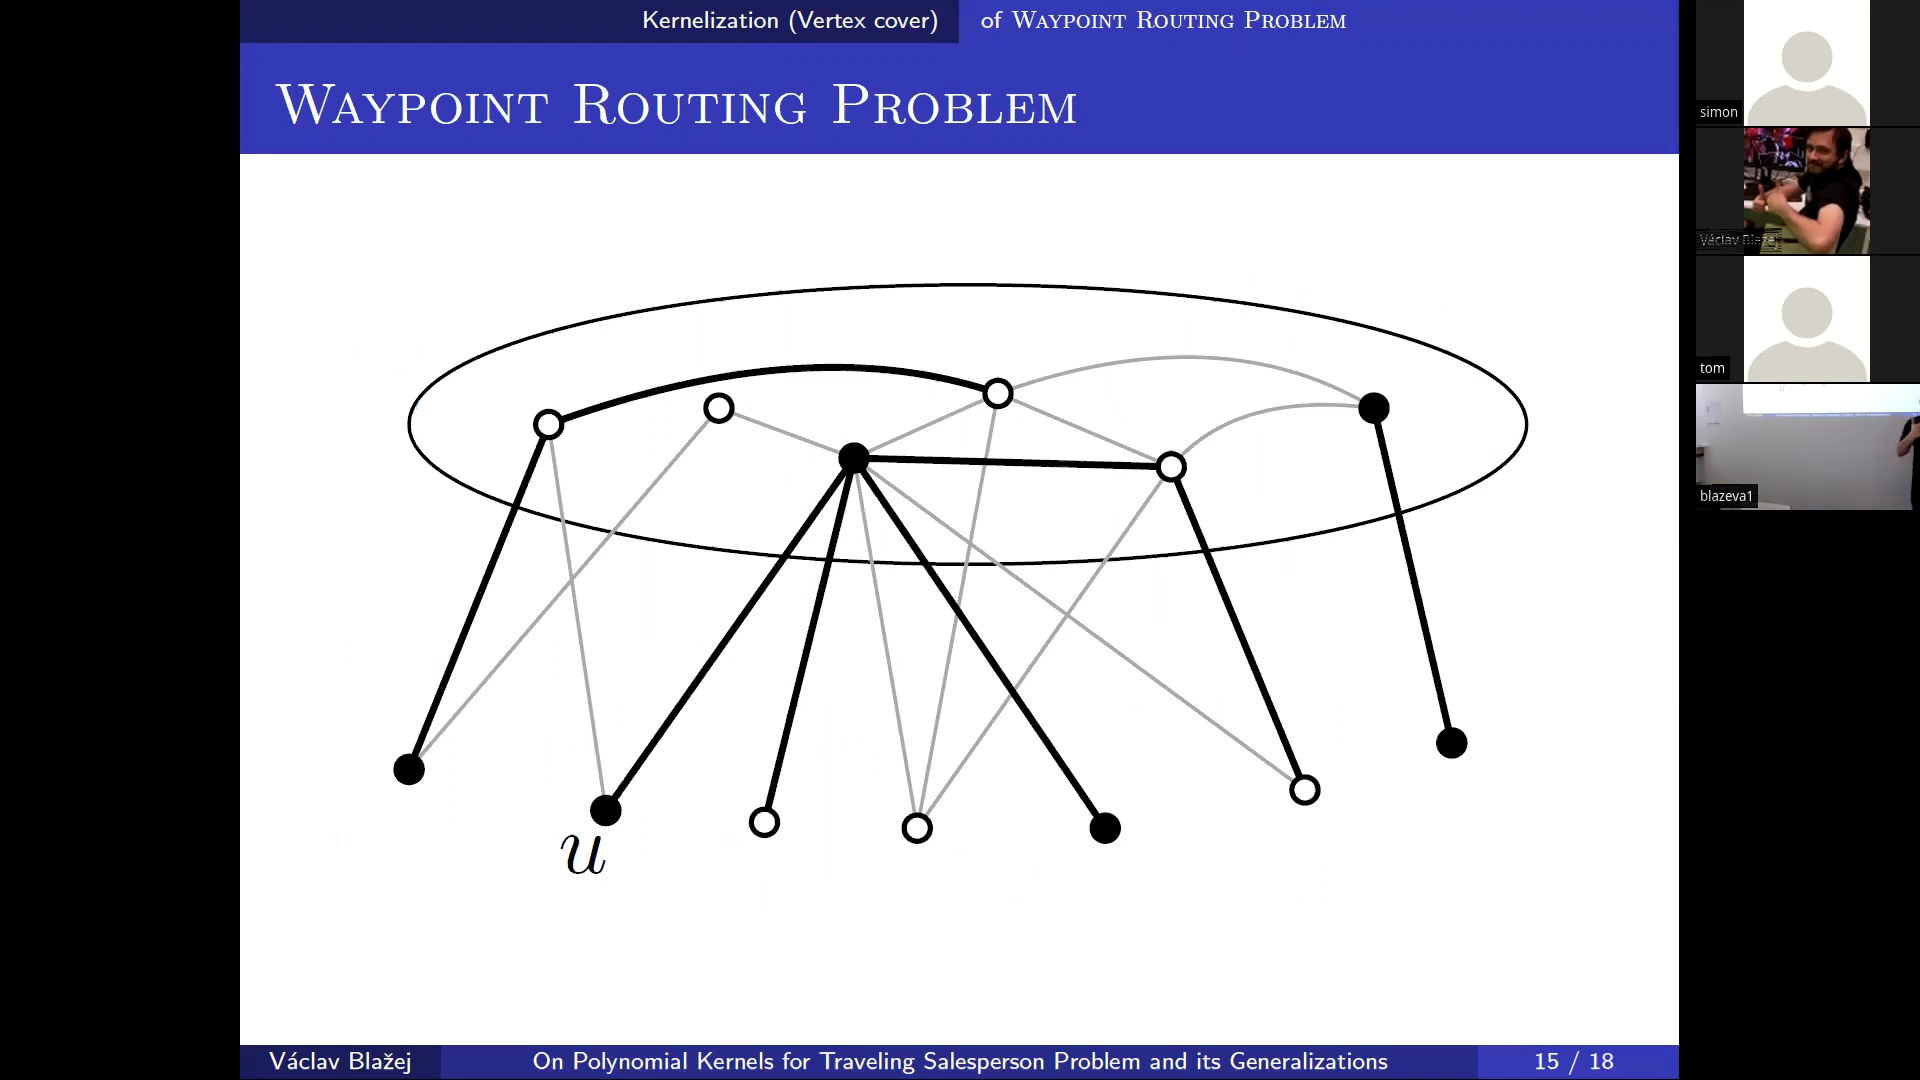 Kernelization (Vertex cover) of Waypoint Routing Problem
Waypoint Routing Problem
u
Václav Blažej On Polynomial Kernels for Traveling Salesperson Problem and its Generalizations 15 / 18
simon
Václav Blažej
tom
blazeva1